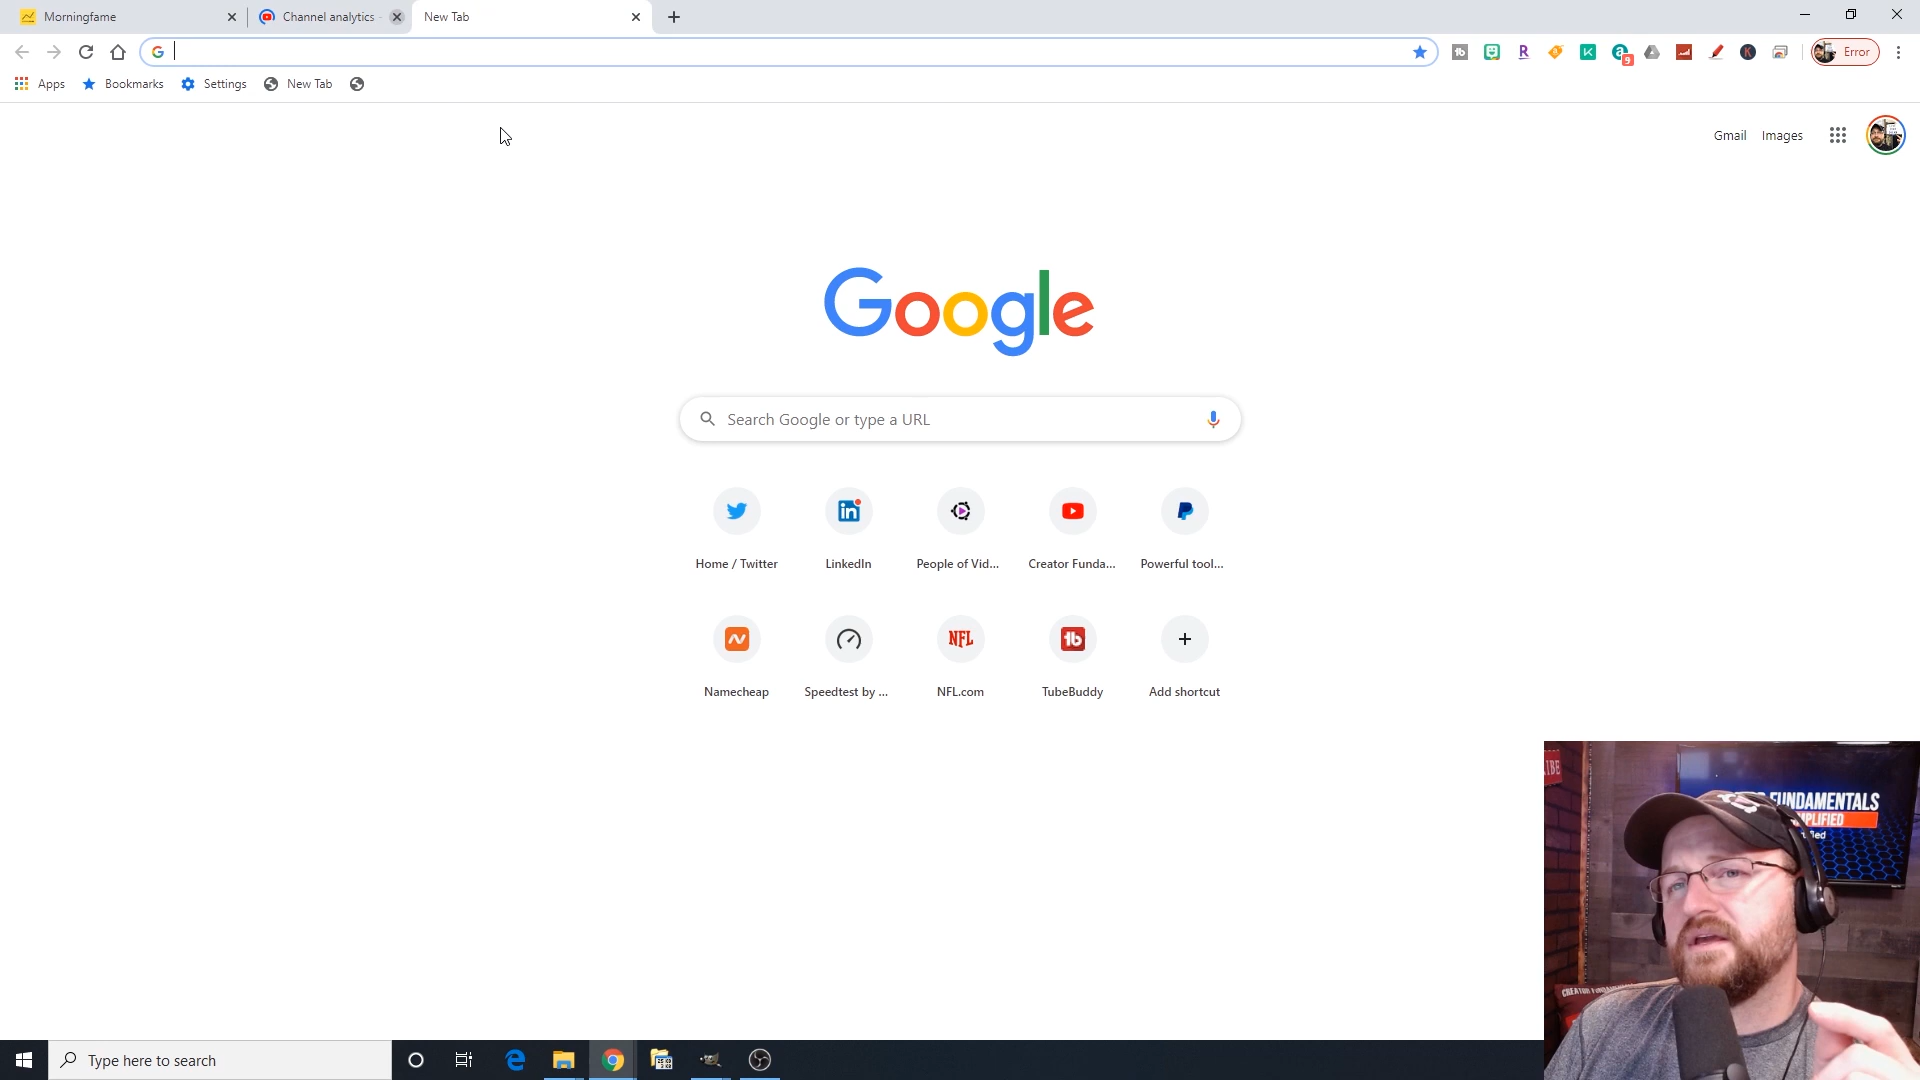 Morningfame
Channel analytics -
New Tab
Error
Apps
Bookmarks
Settings
New Tab
Gmail
Images
Google
Search Google or type a URL
Home / Twitter
LinkedIn
People of Vid...
Creator Funda...
Powerful tool...
NFL
Namecheap
Speedtest by ...
NFL.com
TubeBuddy
Add shortcut
FUNDAMENTALS
Type here to search